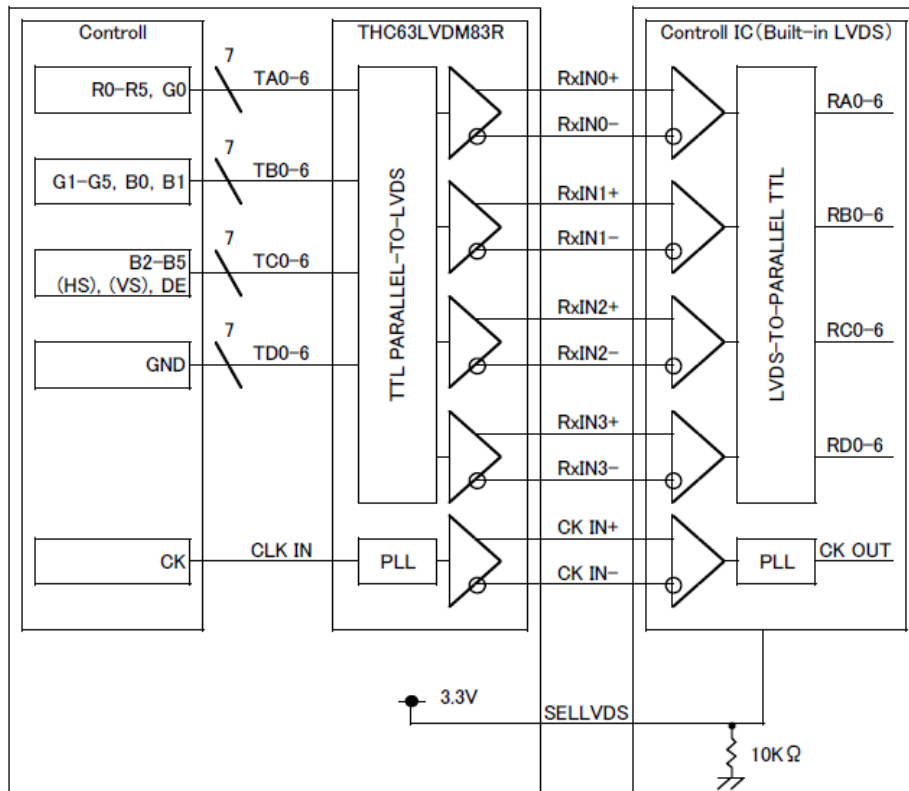 Controll
THC63LVDM83R
Controll IC(Built-in LVDS)
R0-R5, G0
7
TA0-6
RxIN0+
RxIN0-
RA0-6
G1-G5, B0, B1
7
TB0-6
RxIN1+
RxIN1-
RB0-6
B2-B5
(HS), (VS), DE
7
TC0-6
RxIN2+
RxIN2-
RC0-6
GND
7
TD0-6
RxIN3+
RxIN3-
RD0-6
TTL PARALLEL-TO-LVDS
LVDS-TO-PARALLEL TTL
CK
CLK IN
PLL
CK IN+
CK IN-
PLL
CK OUT
3.3V
SELLVDS
10KΩ